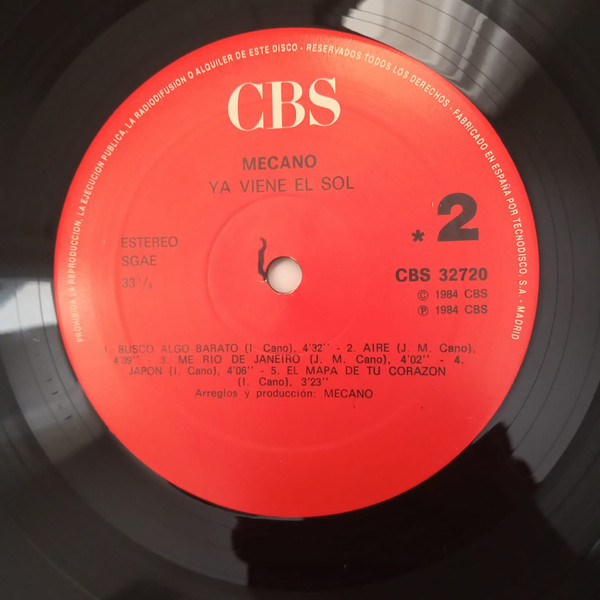 PROHIBIDA LA REPRODUCCION, LA EJECUCION PUBLICA, LA RADIODIFUSION O ALQUILER DE ESTE DISCO - RESERVADOS TODOS LOS DERECHOS - FABRICADO EN ESPAÑA POR TECNODISCO, S.A. - MADRID
CBS
MECANO
YA VIENE EL SOL
ESTEREO
SGAE
33 ⅓
* 2
CBS 32720
© 1984 CBS
℗ 1984 CBS
1. BUSCO ALGO BARATO (I. Cano), 4'32'' - 2. AIRE (J. M. Cano),
4'09'' - 3. ME RIO DE JANEIRO (J. M. Cano), 4'02'' - 4.
JAPON (I. Cano), 4'06'' - 5. EL MAPA DE TU CORAZON
(I. Cano), 3'23''
Arreglos y producción: MECANO